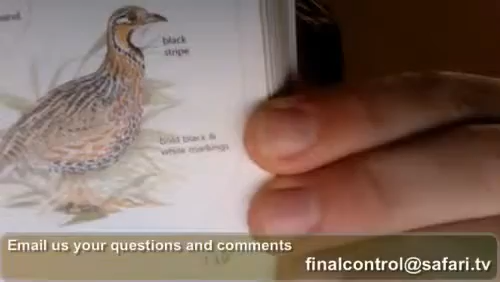 black
stripe
bold black &
white markings
Email us your questions and comments
finalcontrol@safari.tv